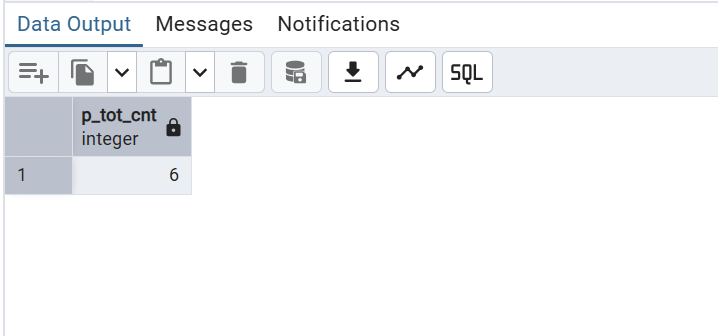 Data Output Messages Notifications
SQL
p_tot_cnt
integer
1 6